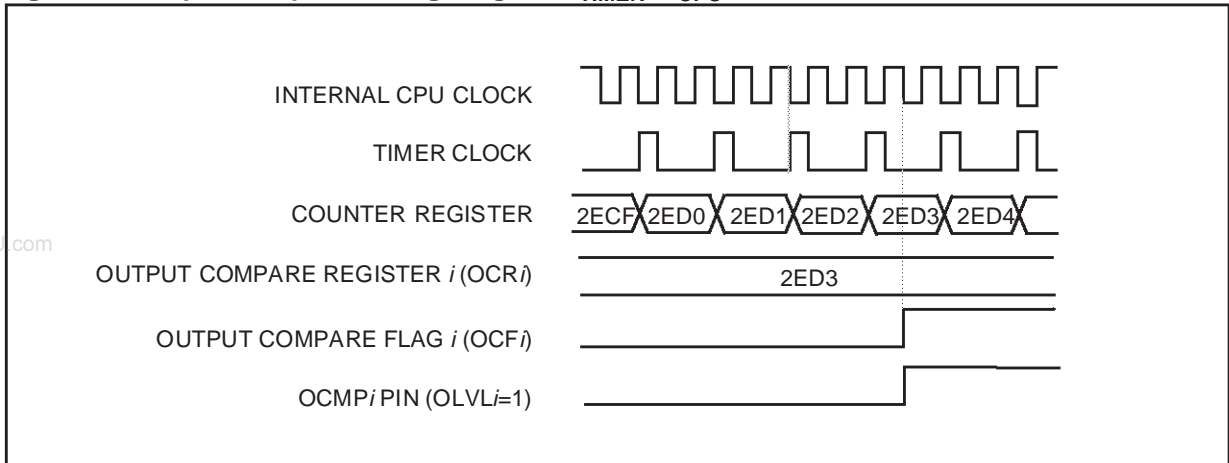 INTERNAL CPU CLOCK
TIMER CLOCK
COUNTER REGISTER
2ECF 2ED0 2ED1 2ED2 2ED3 2ED4
.com
OUTPUT COMPARE REGISTER i (OCRi)
2ED3
OUTPUT COMPARE FLAG i (OCFi)
OCMPi PIN (OLVLi=1)